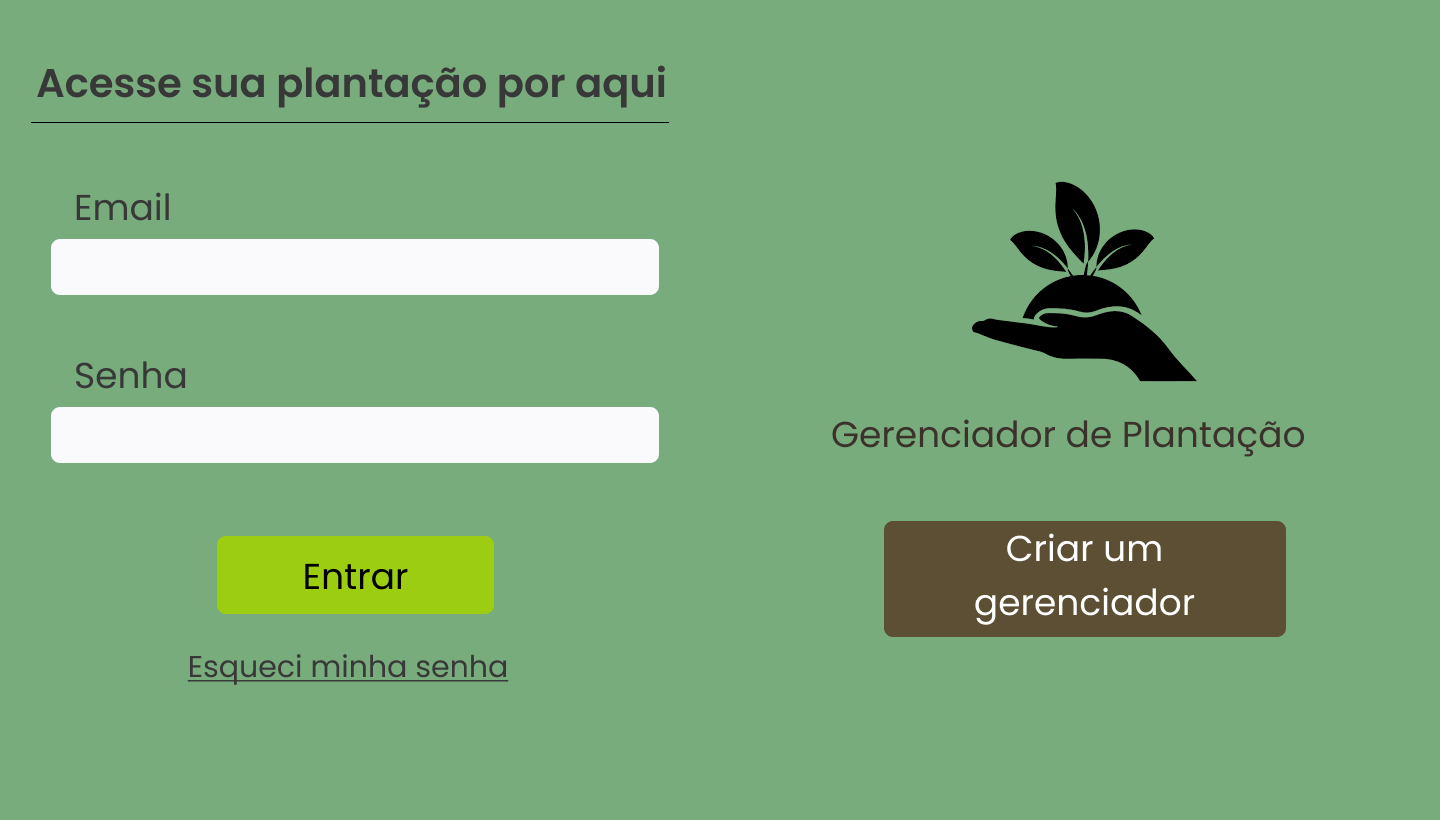 Acesse sua plantação por aqui
Email
Senha
Entrar
Esqueci minha senha
Gerenciador de Plantação
Criar um
gerenciador